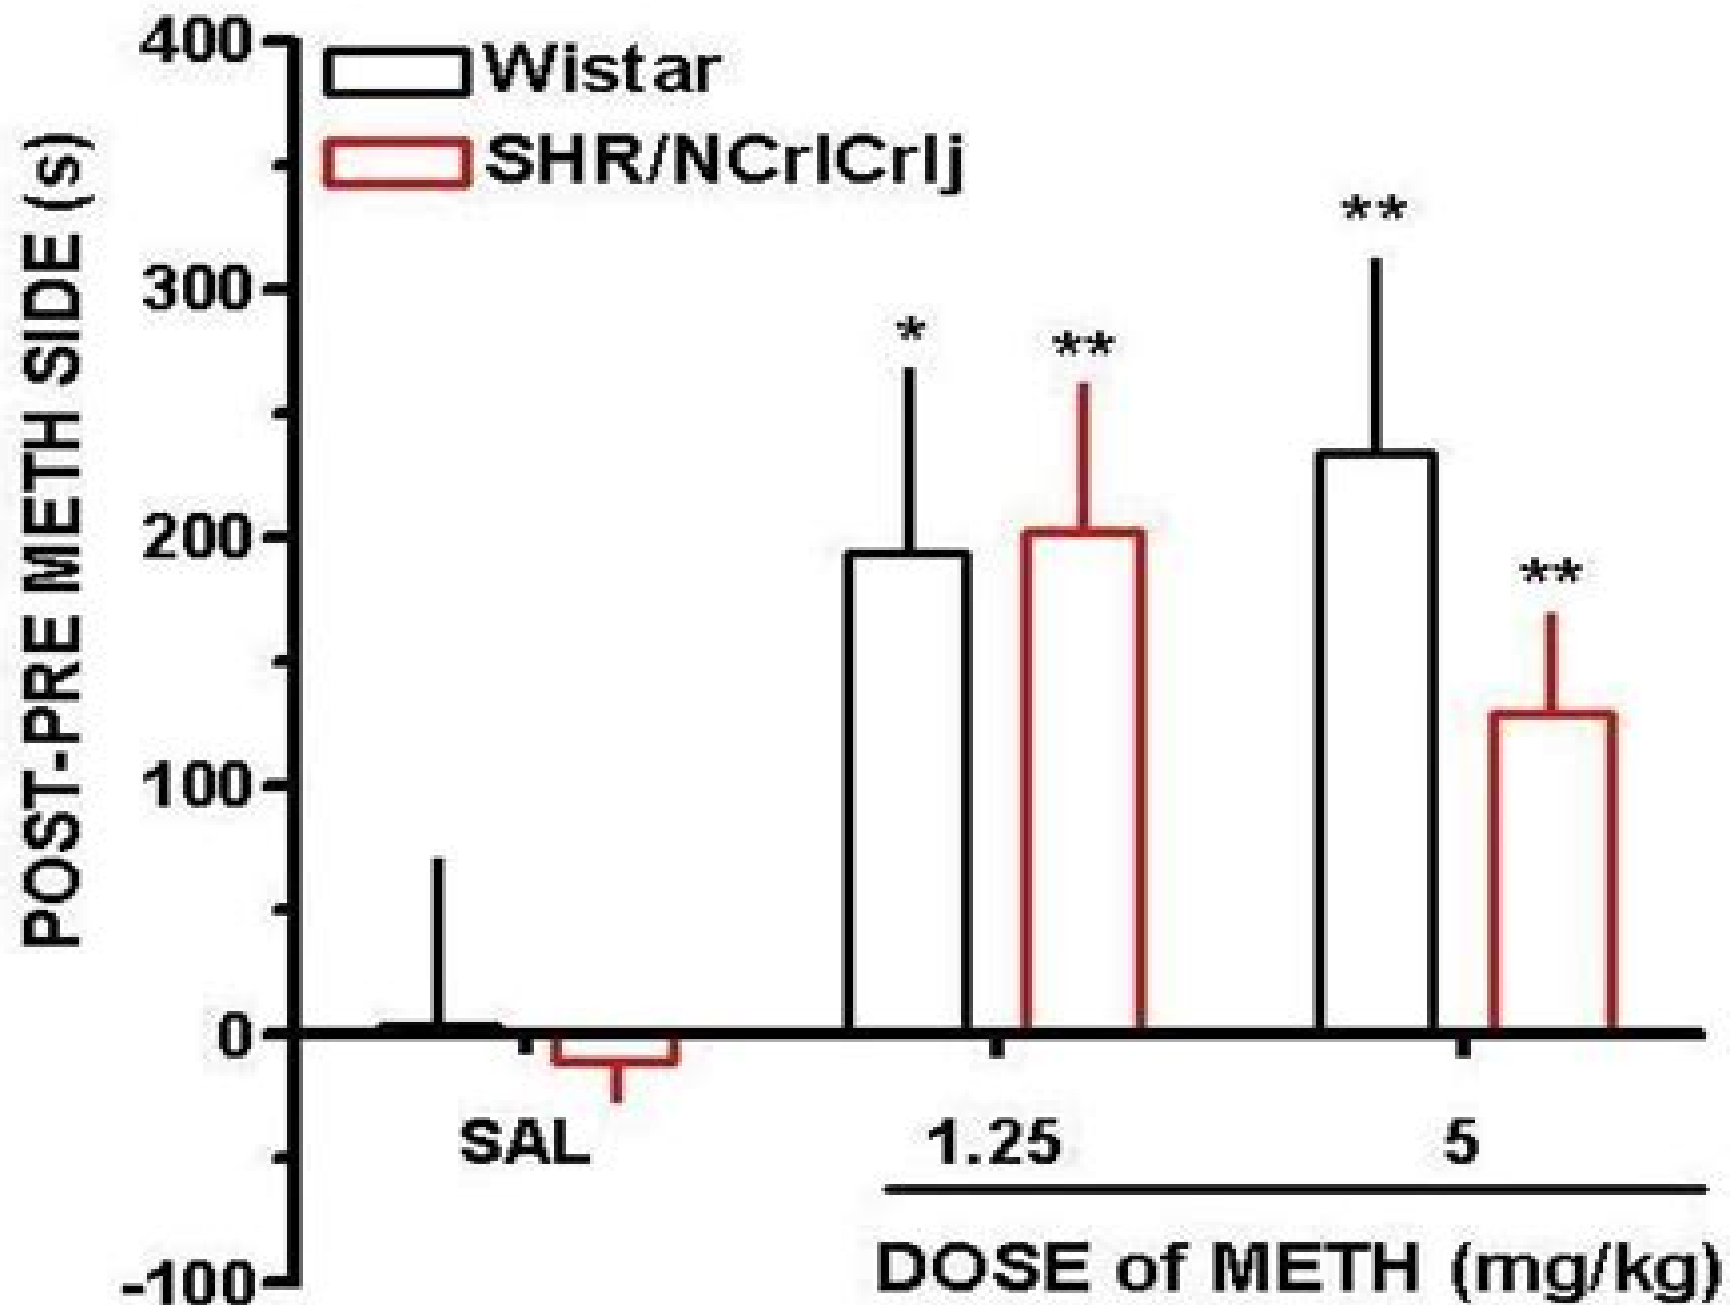 POST-PRE METH SIDE (s)
400
300
200
100
0
-100
Wistar
SHR/NCrlCrlj
*
**
**
**
SAL
1.25
5
DOSE of METH (mg/kg)